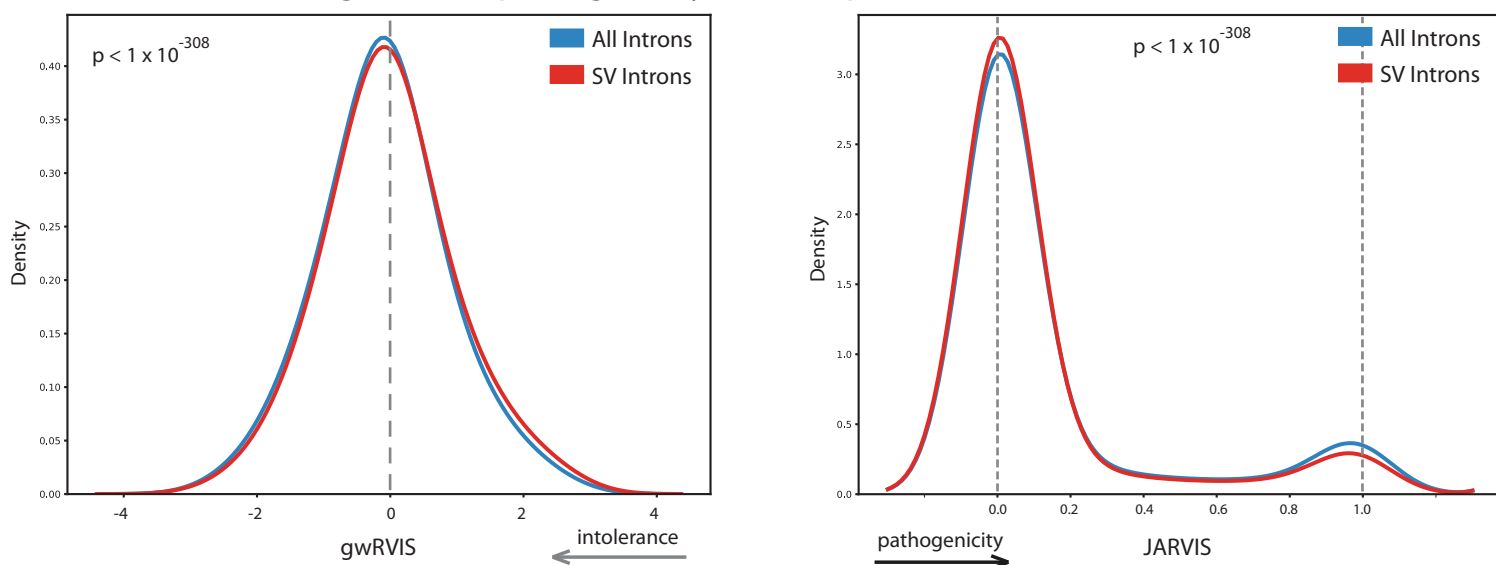 p < 1 x 10^-308
All Introns
SV Introns
0.40
0.35
0.30
0.25
0.20
0.15
0.10
0.05
0.00
Density
-4 -2 0 2 4
gwRVIS
intolerance
p < 1 x 10^-308
All Introns
SV Introns
3.0
2.5
2.0
1.5
1.0
0.5
0.0
Density
0.0 0.2 0.4 0.6 0.8 1.0
pathogenicity
JARVIS